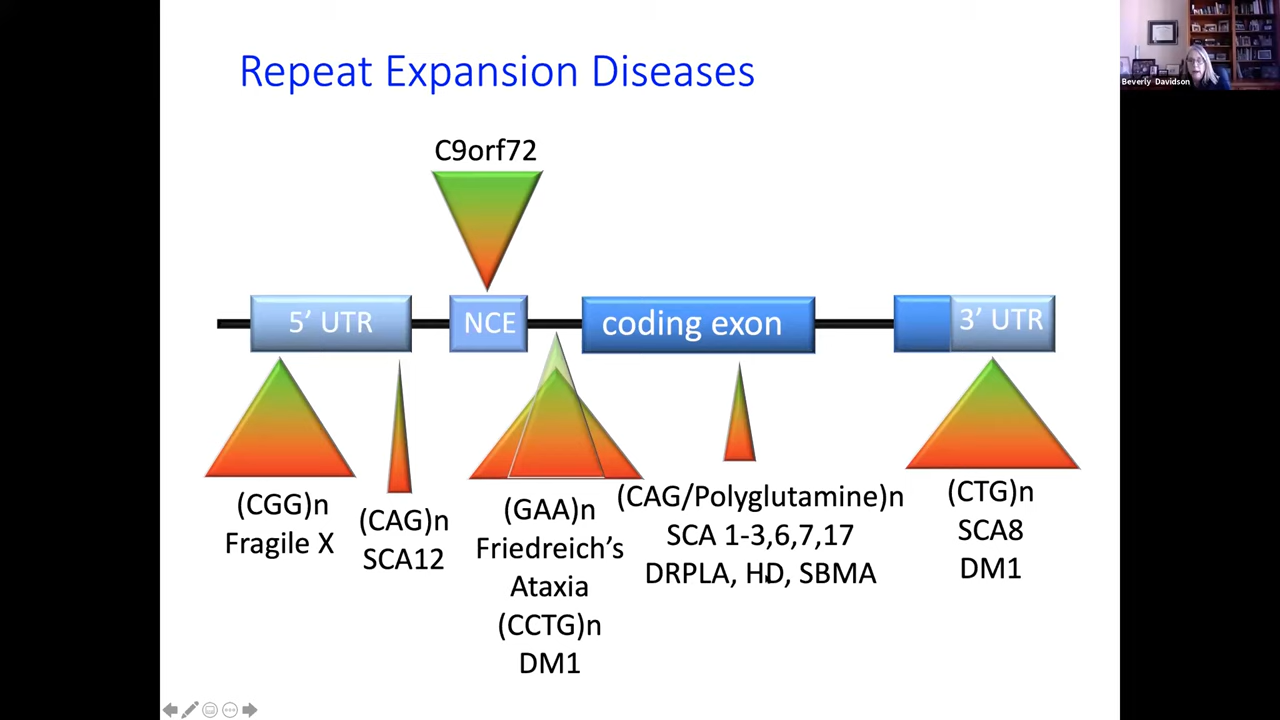 Repeat Expansion Diseases
Beverly Davidson
C9orf72
5’ UTR
NCE
coding exon
3’ UTR
(CGG)n
Fragile X
(CAG)n
SCA12
(GAA)n
Friedreich’s
Ataxia
(CCTG)n
DM1
(CAG/Polyglutamine)n
SCA 1-3,6,7,17
DRPLA, HD, SBMA
(CTG)n
SCA8
DM1